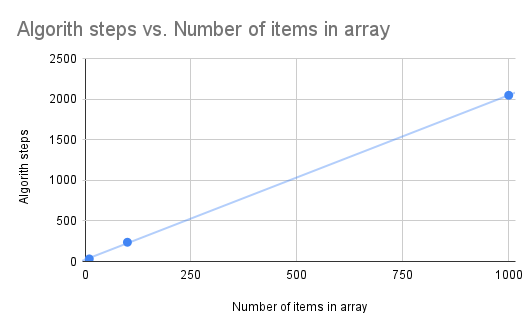 Algorith steps vs. Number of items in array
2500
2000
1500
1000
500
0
Algorith steps
0 250 500 750 1000
Number of items in array